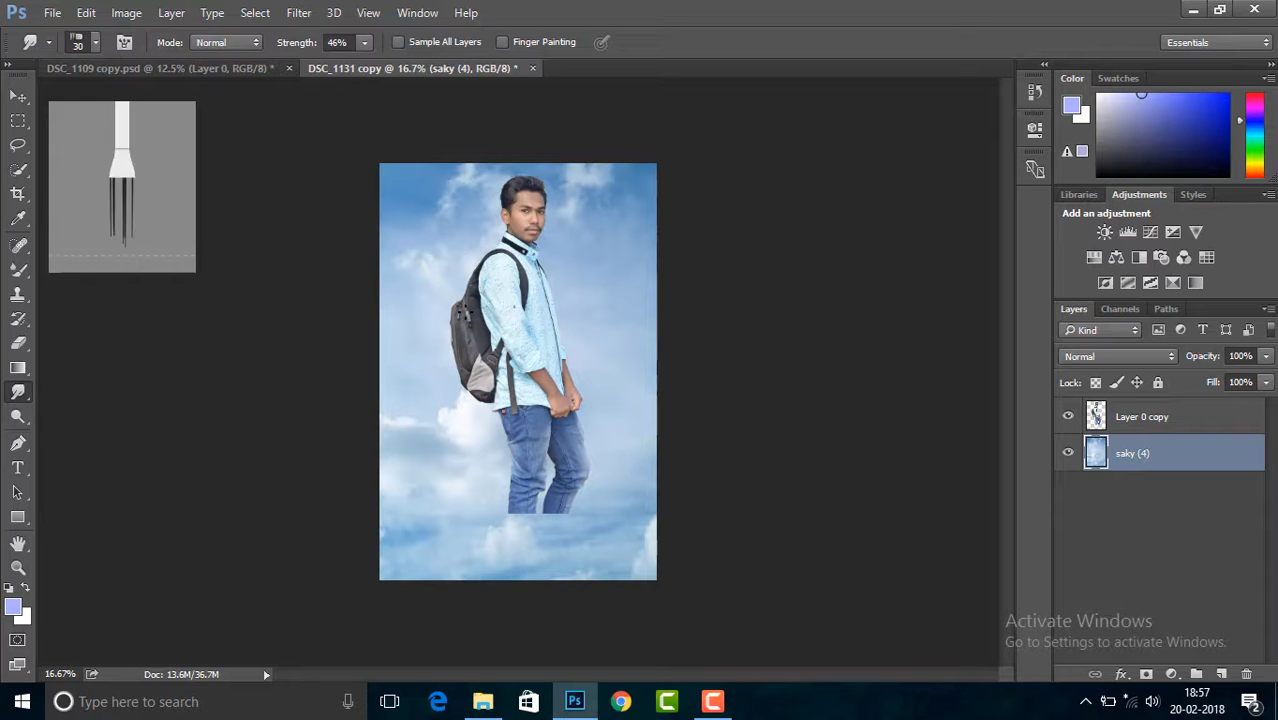 Ps File Edit Image Layer Type Select Filter 3D View Window Help
30 Mode: Normal Strength: 46% Sample All Layers Finger Painting Essentials
DSC_1109 copy.psd @ 12.5% (Layer 0, RGB/8) * × DSC_1131 copy @ 16.7% (saky (4), RGB/8) * ×
Color Swatches
Libraries Adjustments Styles
Add an adjustment
Layers Channels Paths
Kind
Normal Opacity: 100%
Lock: Fill: 100%
Layer 0 copy
saky (4)
Activate Windows
Go to Settings to activate Windows.
16.67% Doc: 13.6M/36.7M
Type here to search
Ps
18:57
20-02-2018
2